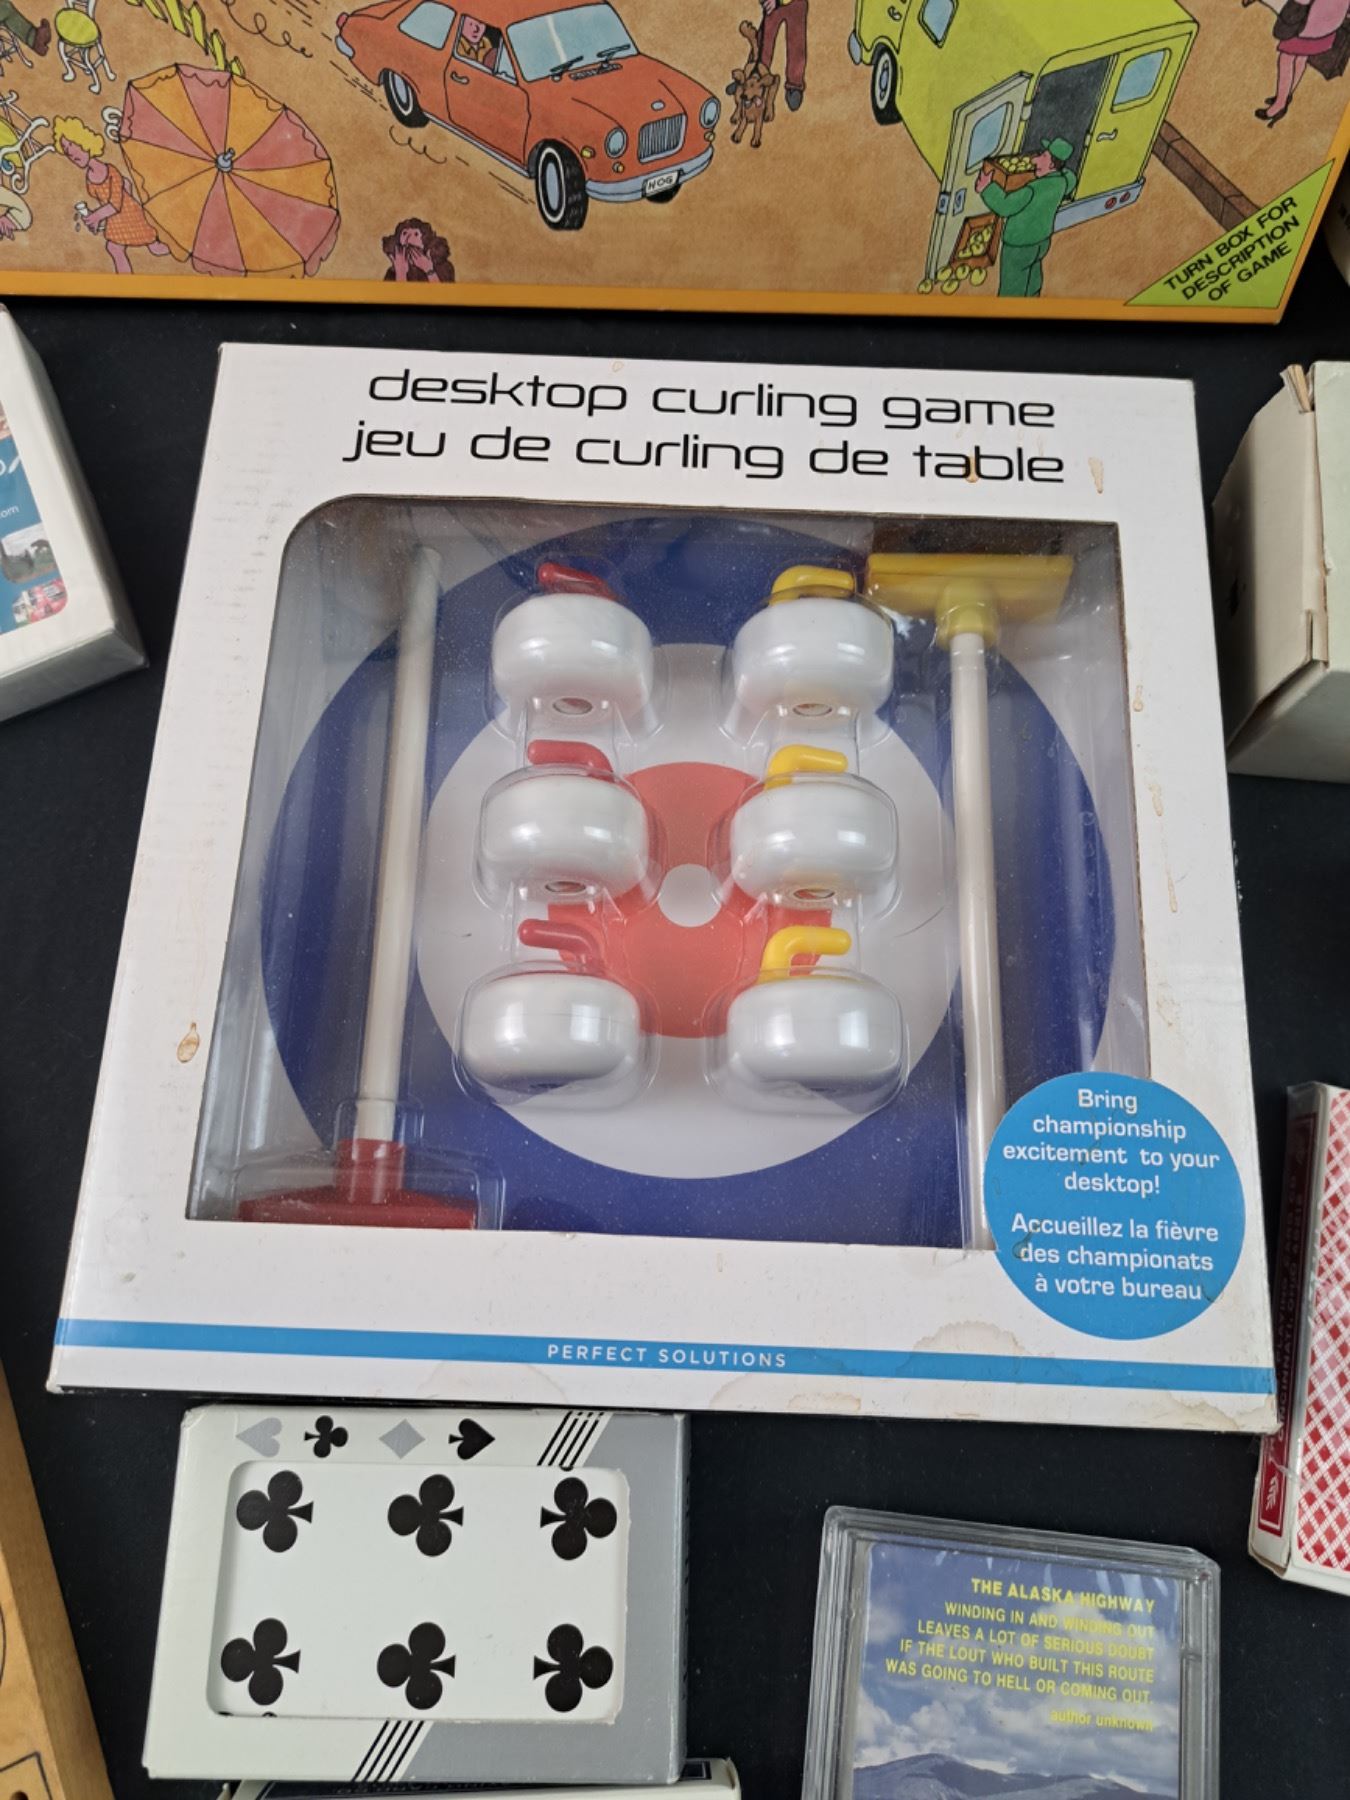 NOG
TURN BOX FOR
DESCRIPTION
OF GAME
desktop curling game
jeu de curling de table
om
Bring
championship
excitement to your
desktop!
Accueillez la fièvre
des championats
à votre bureau
PERFECT SOLUTIONS
THE ALASKA HIGHWAY
WINDING IN AND WINDING OUT
LEAVES A LOT OF SERIOUS DOUBT
IF THE LOUT WHO BUILT THIS ROUTE
WAS GOING TO HELL OR COMING OUT.
author unknown